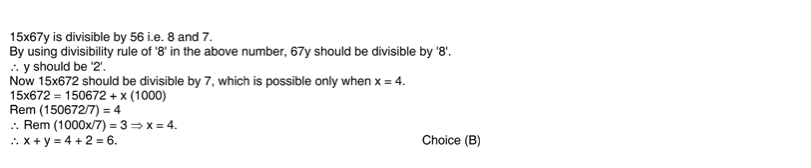 15x67y is divisible by 56 i.e. 8 and 7.
By using divisibility rule of '8' in the above number, 67y should be divisible by '8'.
∴ y should be '2'.
Now 15x672 should be divisible by 7, which is possible only when x = 4.
15x672 = 150672 + x (1000)
Rem (150672/7) = 4
∴ Rem (1000x/7) = 3 ⇒ x = 4.
∴ x + y = 4 + 2 = 6. Choice (B)